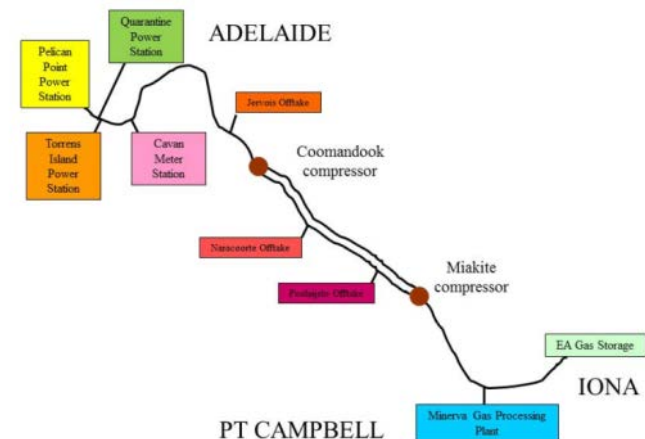 Quarantine
Power
Station
ADELAIDE
Pelican
Point
Power
Station
Jervois Offtake
Torrens
Island
Power
Station
Cavan
Meter
Station
Coomandook
compressor
Naracoorte Offtake
Miakite
compressor
Offtake
EA Gas Storage
IONA
Minerva Gas Processing
Plant
PT CAMPBELL